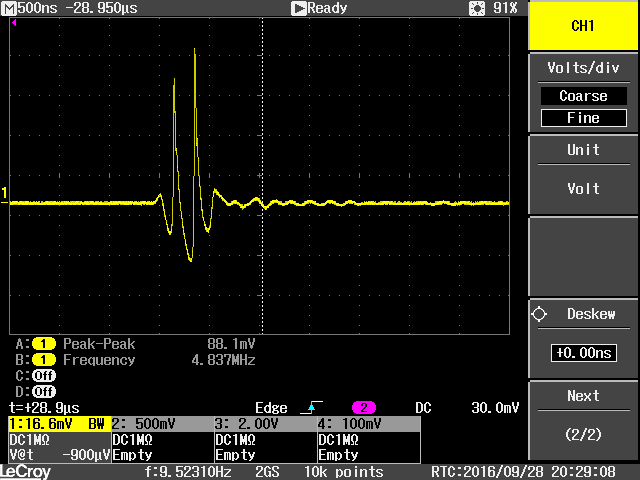 M 500ns -28.950µs Ready 91%
CH1
Volts/div
Coarse
Fine
Unit
Volt
1
Deskew
+0.00ns
Next
(2/2)
A: 1 Peak-Peak 88.1mV
B: 1 Frequency 4.837MHz
C: Off
D: Off
t=+28.9µs Edge 2 DC 30.0mV
1:16.6mV BW 2: 500mV 3: 2.00V 4: 100mV
DC1MΩ DC1MΩ DC1MΩ DC1MΩ
V@t -900µV Empty Empty Empty
LeCroy f:9.52310Hz 2GS 10k points RTC:2016/09/28 20:29:08